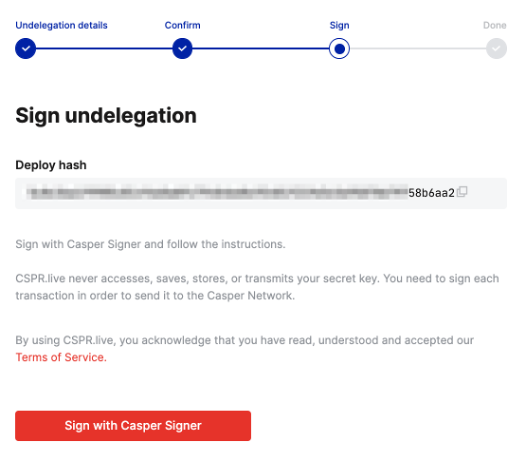 Undelegation details Confirm Sign Done
Sign undelegation
Deploy hash
58b6aa2
Sign with Casper Signer and follow the instructions.
CSPR.live never accesses, saves, stores, or transmits your secret key. You need to sign each
transaction in order to send it to the Casper Network.
By using CSPR.live, you acknowledge that you have read, understood and accepted our
Terms of Service.
Sign with Casper Signer